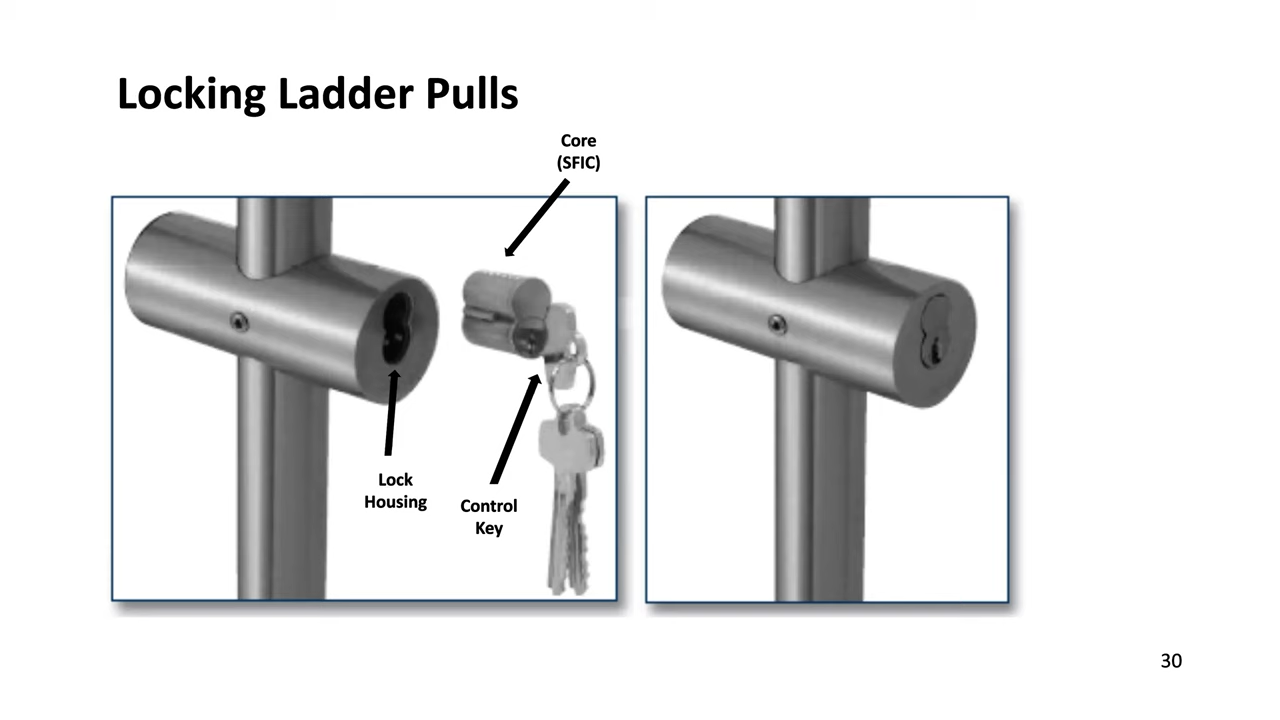 Locking Ladder Pulls
Core
(SFIC)
Lock
Housing
Control
Key
30